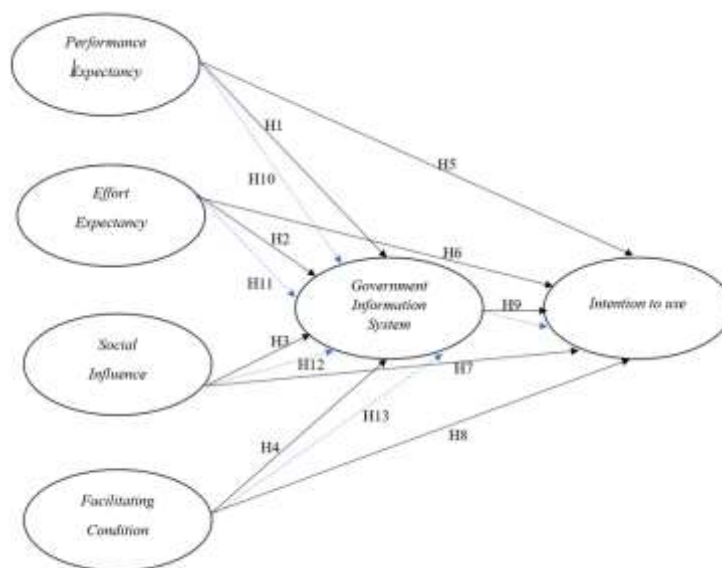 Performance
Expectancy
H1
H5
H10
Effort
Expectancy
H2
H6
H11
Government
Information
System
H9
Intention to use
Social
Influence
H3
H12
H7
H13
H4
H8
Facilitating
Condition